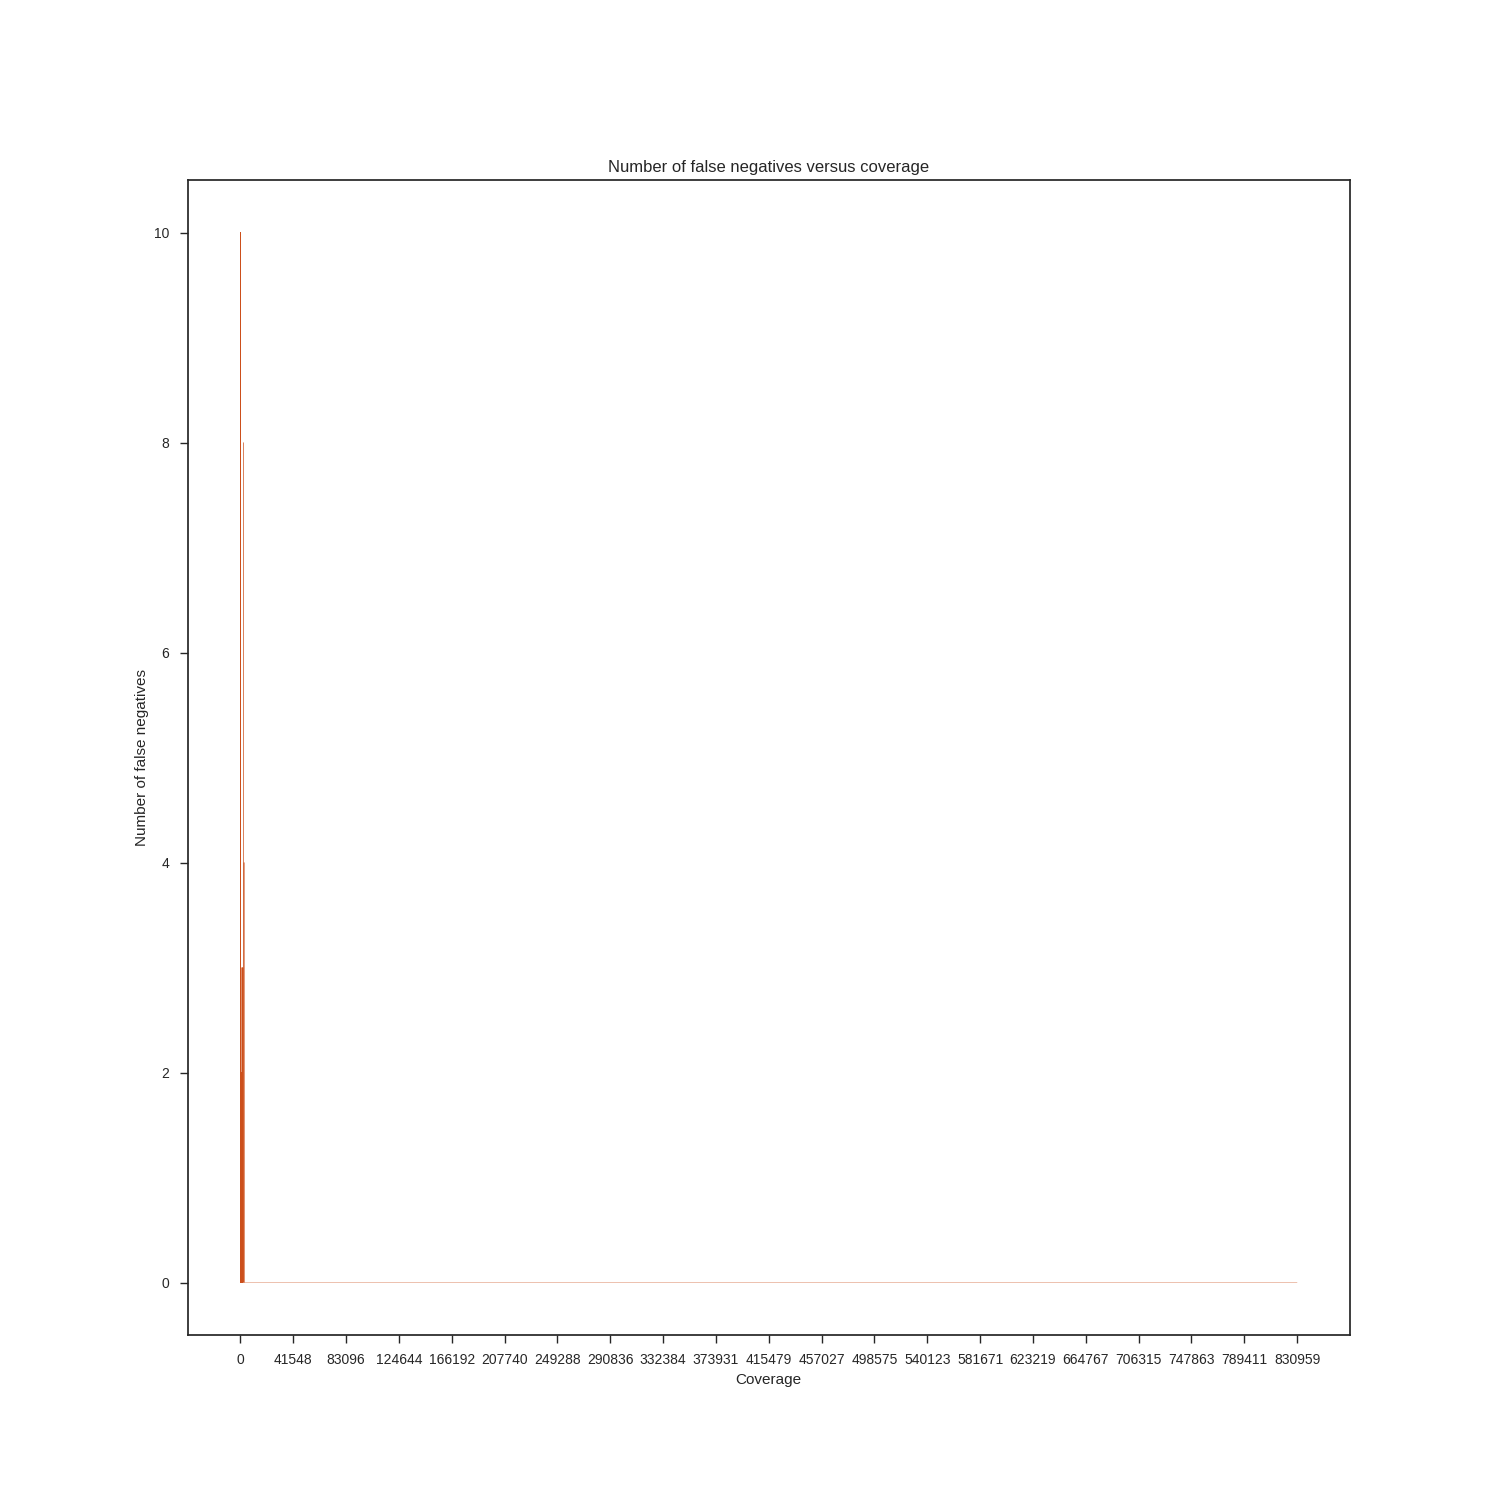 Number of false negatives versus coverage
10
8
6
4
2
0
Number of false negatives
0 41548 83096 124644 166192 207740 249288 290836 332384 373931 415479 457027 498575 540123 581671 623219 664767 706315 747863 789411 830959
Coverage